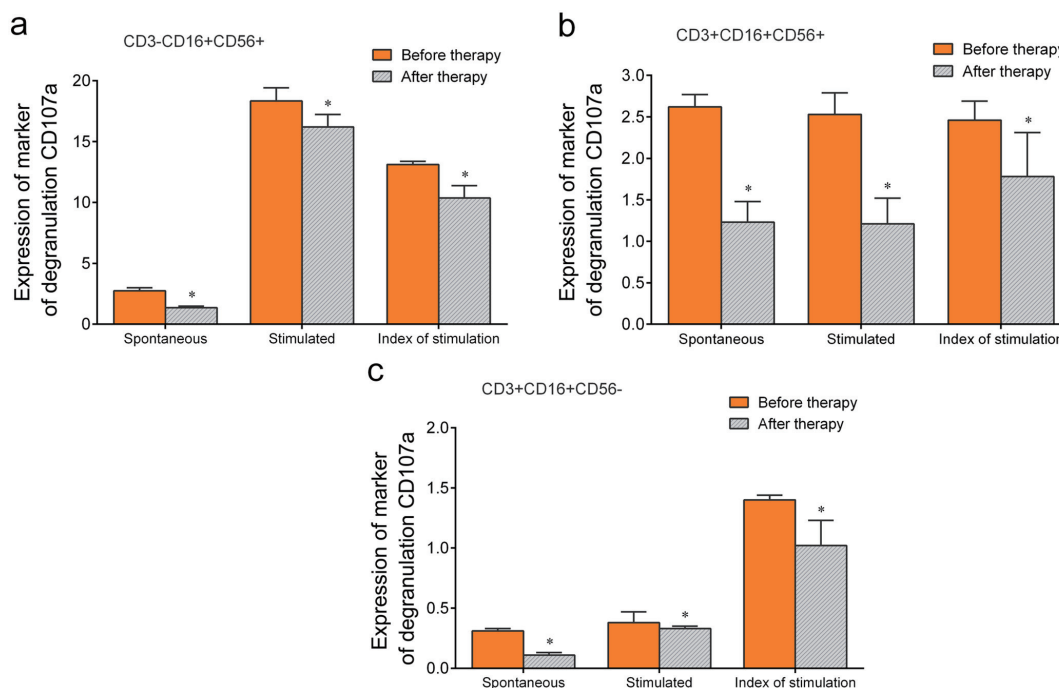 a
CD3-CD16+CD56+
Before therapy
After therapy
Expression of marker
of degranulation CD107a
20
15
10
5
0
*
*
*
Spontaneous
Stimulated
Index of stimulation
b
CD3+CD16+CD56+
Before therapy
After therapy
Expression of marker
of degranulation CD107a
3.0
2.5
2.0
1.5
1.0
0.5
0.0
*
*
*
Spontaneous
Stimulated
Index of stimulation
c
CD3+CD16+CD56-
Before therapy
After therapy
Expression of marker
of degranulation CD107a
2.0
1.5
1.0
0.5
0.0
*
*
*
Spontaneous
Stimulated
Index of stimulation